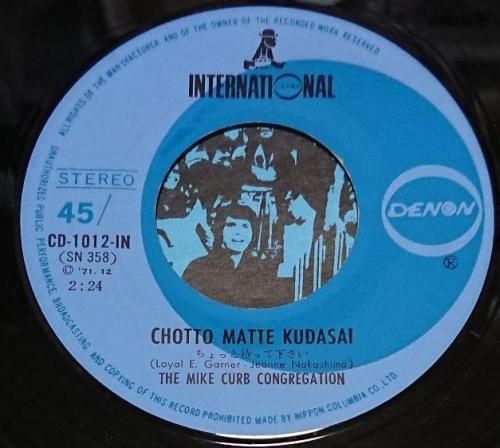 ALL RIGHTS OF THE MANUFACTURER AND OF THE OWNER OF THE RECORDED WORK RESERVED.
INTERNATIONAL
STEREO
45/
CD-1012-IN
(SN 358)
© '71. 12
2:24
DENON
®
CHOTTO MATTE KUDASAI
ちょっと待って下さい
(Loyal E. Garner - Jeanne Nakashima)
THE MIKE CURB CONGREGATION
UNAUTHORIZED PUBLIC PERFORMANCE, BROADCASTING AND COPYING OF THIS RECORD PROHIBITED. MANUFACTURED BY NIPPON COLUMBIA CO. LTD.